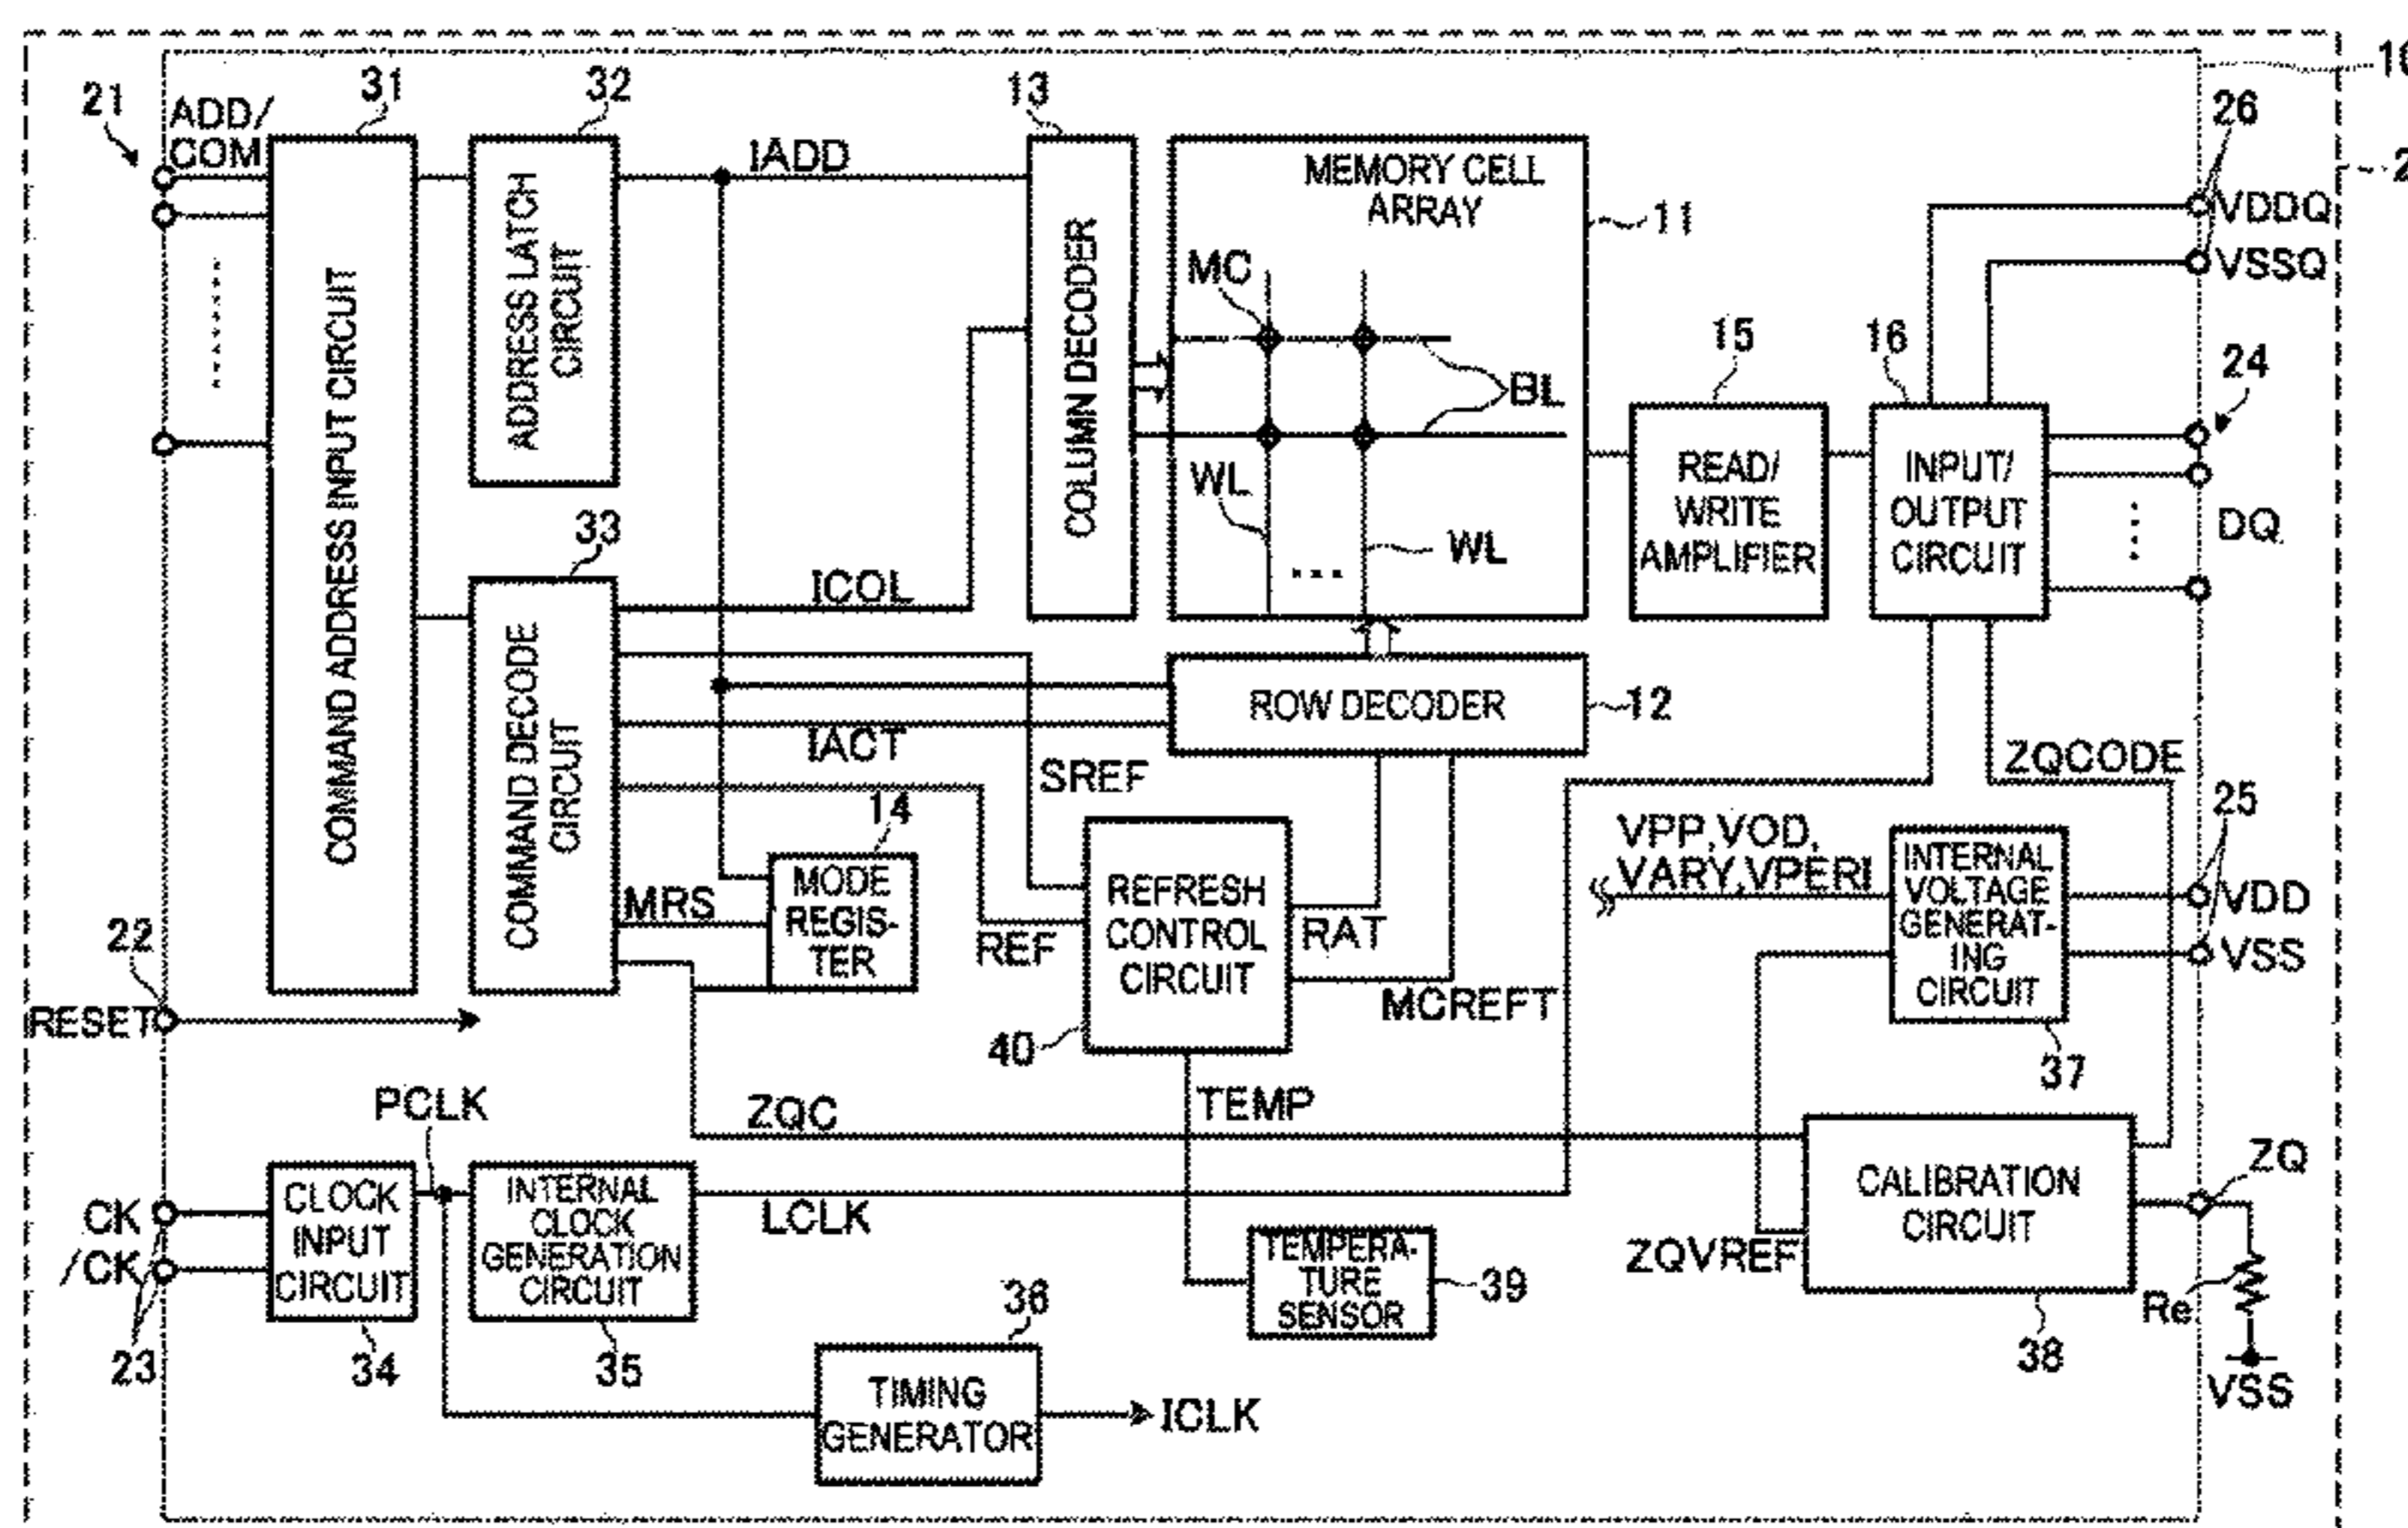 10
2
21
ADD/
COM
31
32
13
26
IADD
MEMORY CELL
ARRAY
11
VDDQ
VSSQ
COMMAND ADDRESS INPUT CIRCUIT
ADDRESS LATCH
CIRCUIT
COLUMN DECODER
MC
BL
WL
WL
15
16
24
READ/
WRITE
AMPLIFIER
INPUT/
OUTPUT
CIRCUIT
DQ
33
COMMAND DECODE
CIRCUIT
ICOL
ROW DECODER
12
IACT
SREF
ZQCODE
14
MODE
REGIS-
TER
MRS
REF
REFRESH
CONTROL
CIRCUIT
40
RAT
MCREFT
VPP,VOD,
VARY,VPERI
INTERNAL
VOLTAGE
GENERAT-
ING
CIRCUIT
37
25
VDD
VSS
22
RESET
PCLK
ZQC
TEMP
CK
/CK
23
CLOCK
INPUT
CIRCUIT
34
INTERNAL
CLOCK
GENERATION
CIRCUIT
35
LCLK
TEMPERA-
TURE
SENSOR
39
ZQVREF
CALIBRATION
CIRCUIT
38
ZQ
Re
VSS
36
TIMING
GENERATOR
ICLK